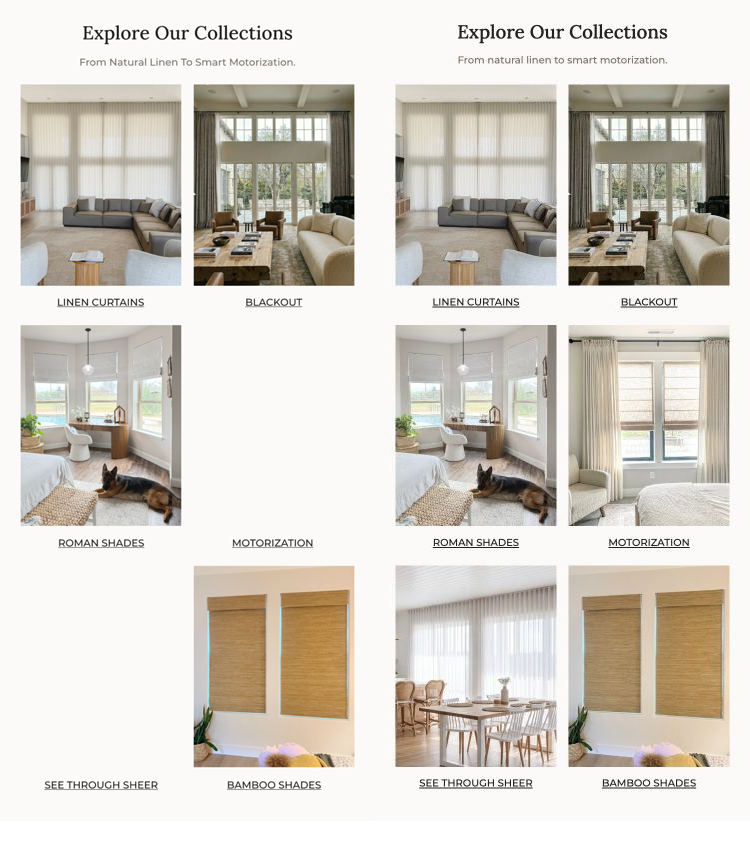 Explore Our Collections
From Natural Linen To Smart Motorization.
LINEN CURTAINS
BLACKOUT
ROMAN SHADES
MOTORIZATION
SEE THROUGH SHEER
BAMBOO SHADES
Explore Our Collections
From natural linen to smart motorization.
LINEN CURTAINS
BLACKOUT
ROMAN SHADES
MOTORIZATION
SEE THROUGH SHEER
BAMBOO SHADES